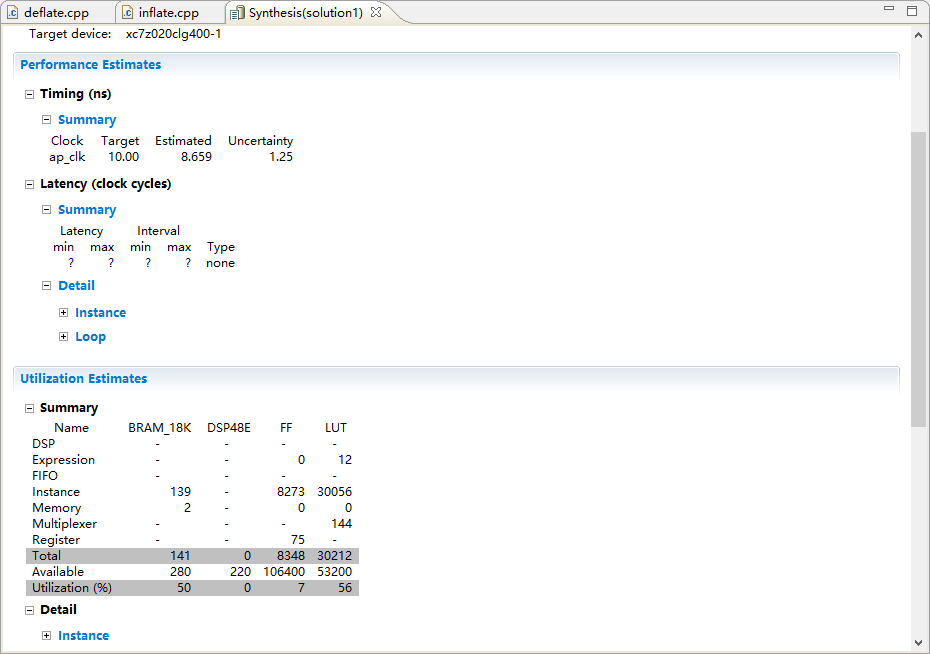 deflate.cpp inflate.cpp Synthesis(solution1)
Target device: xc7z020clg400-1
Performance Estimates
Timing (ns)
Summary
Clock Target Estimated Uncertainty
ap_clk 10.00 8.659 1.25
Latency (clock cycles)
Summary
Latency Interval
min max min max Type
? ? ? ? none
Detail
Instance
Loop
Utilization Estimates
Summary
Name BRAM_18K DSP48E FF LUT
DSP - - - -
Expression - - 0 12
FIFO - - - -
Instance 139 - 8273 30056
Memory 2 - 0 0
Multiplexer - - - 144
Register - - 75 -
Total 141 0 8348 30212
Available 280 220 106400 53200
Utilization (%) 50 0 7 56
Detail
Instance